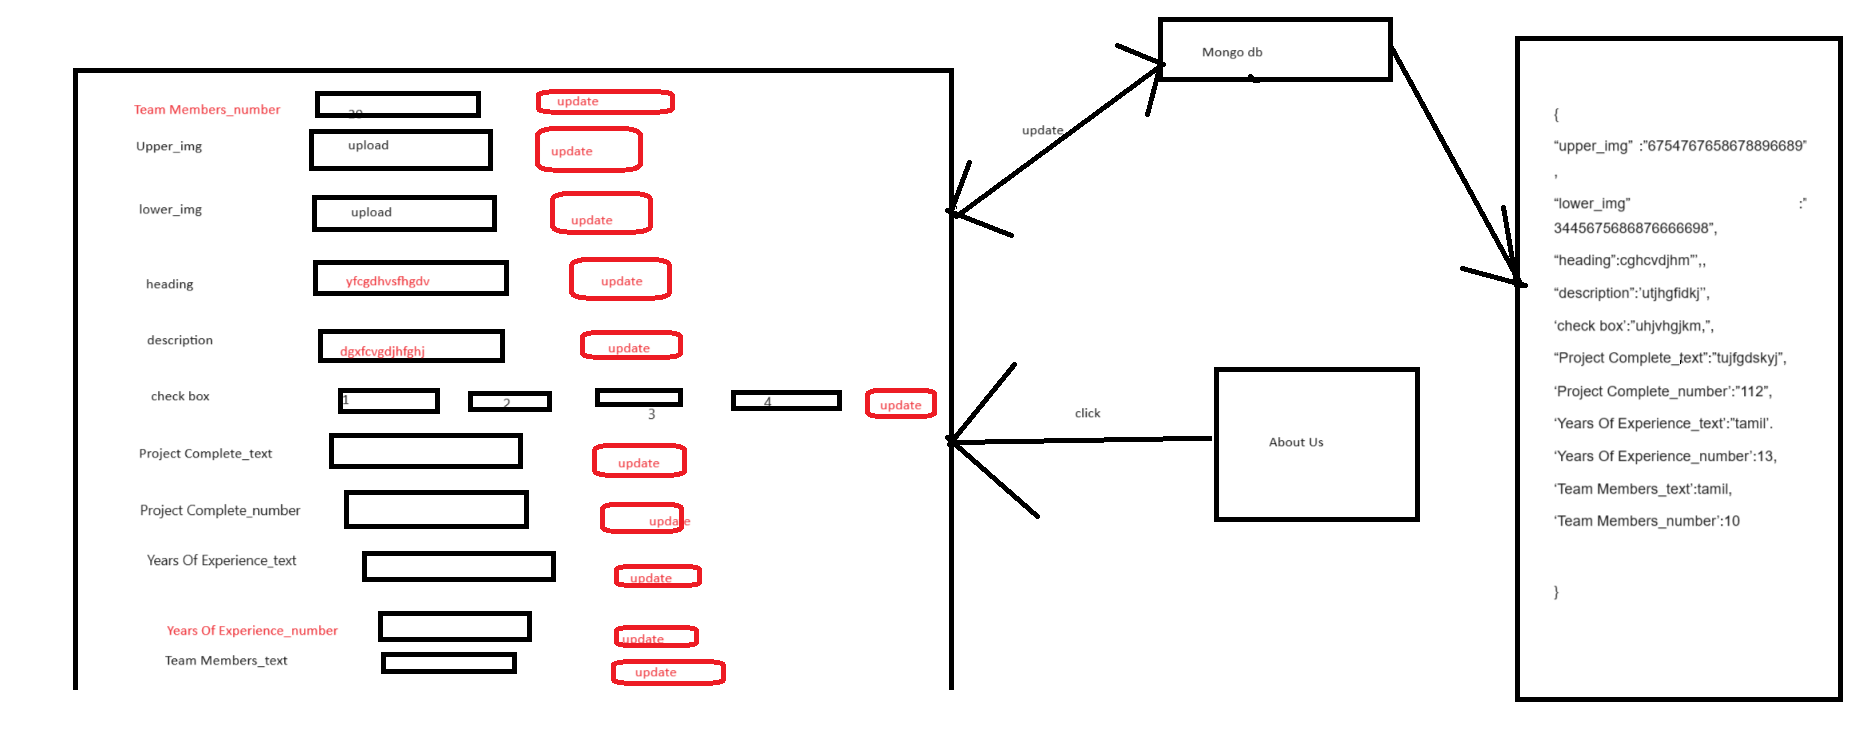 Team Members_number
20
update
Upper_img
upload
update
lower_img
upload
update
heading
yfcgdhvsfhgdv
update
description
dgxfcvgdjhfghj
update
check box
1
2
3
4
update
Project Complete_text
update
Project Complete_number
update
Years Of Experience_text
update
Years Of Experience_number
update
Team Members_text
update
Mongo db
update
click
About Us
{
“upper_img” :”6754767658678896689”
,
“lower_img” :”
3445675686876666698”,
“heading”:cghcvdjhm”’,,
“description”:’utjhgfidkj’’,
‘check box’:”uhjvhgjkm,”,
“Project Complete_text”:”tujfgdskyj”,
‘Project Complete_number’:”112”,
‘Years Of Experience_text’:”tamil’.
‘Years Of Experience_number’:13,
‘Team Members_text’:tamil,
‘Team Members_number’:10
}